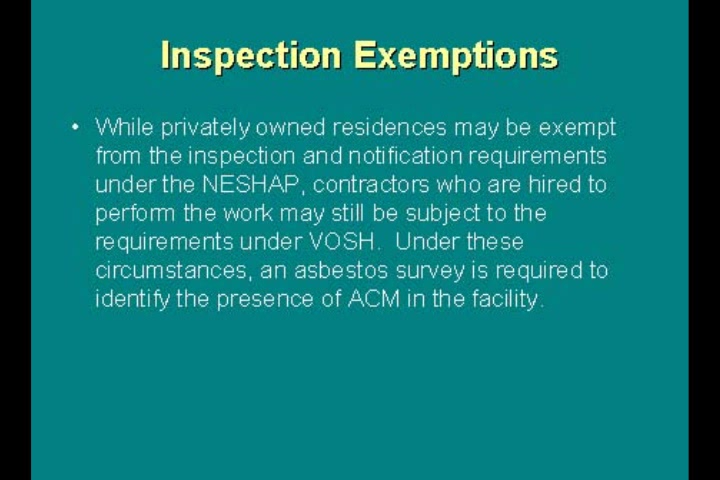 Inspection Exemptions
• While privately owned residences may be exempt
from the inspection and notification requirements
under the NESHAP, contractors who are hired to
perform the work may still be subject to the
requirements under VOSH.  Under these
circumstances, an asbestos survey is required to
identify the presence of ACM in the facility.